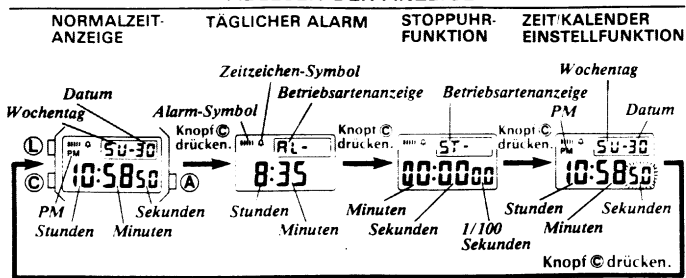 NORMALZEIT-
ANZEIGE
TÄGLICHER ALARM
STOPPUHR-
FUNKTION
ZEIT/KALENDER
EINSTELLFUNKTION
Datum
Wochentag
L
C
A
PM
SU-30
10:58 50
PM
Stunden
Minuten
Sekunden
Zeitzeichen-Symbol
Alarm-Symbol
Betriebsartenanzeige
Knopf C
drücken.
AL-
8:35
Stunden
Minuten
Knopf C
drücken.
Betriebsartenanzeige
ST-
00:00 00
Minuten
Sekunden
1/100
Sekunden
Knopf C
drücken.
Wochentag
PM
Datum
PM
SU-30
10:58 50
Stunden
Minuten
Sekunden
Knopf C drücken.